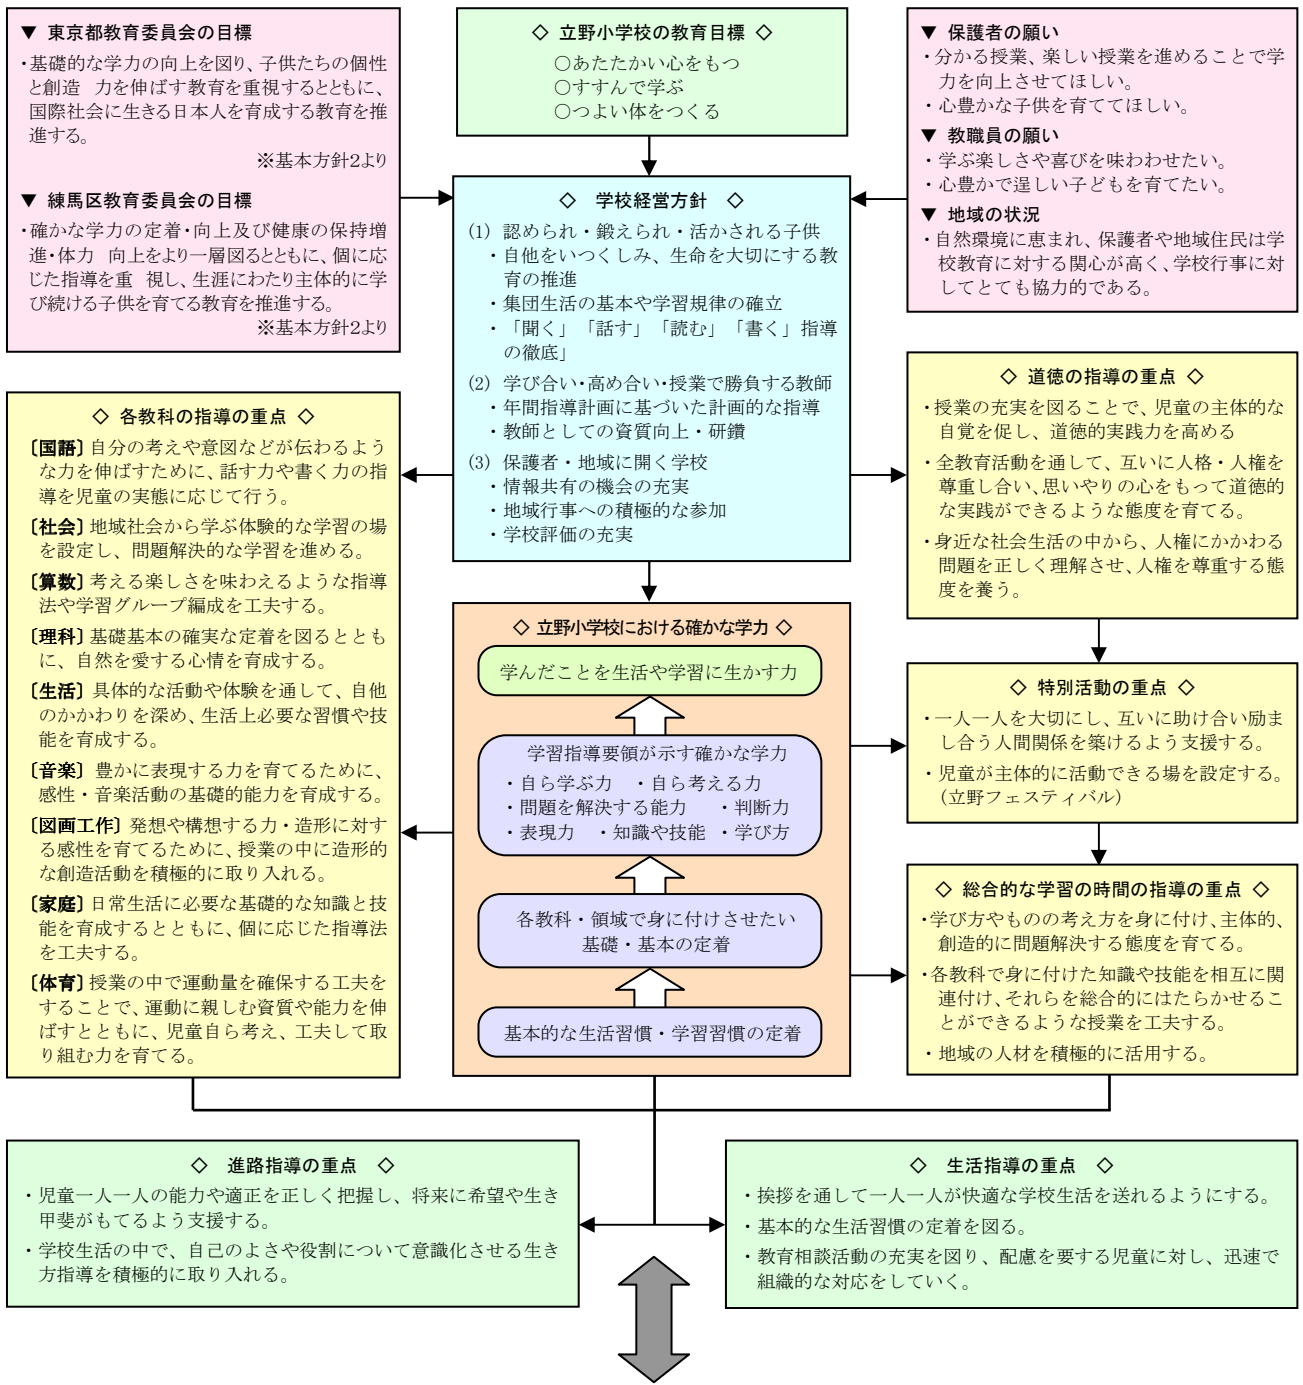 ▼ 東京都教育委員会の目標
・基礎的な学力の向上を図り、子供たちの個性
と創造　力を伸ばす教育を重視するとともに、
国際社会に生きる日本人を育成する教育を推
進する。
※基本方針2より
▼ 練馬区教育委員会の目標
・確かな学力の定着・向上及び健康の保持増
進・体力　向上をより一層図るとともに、個に応
じた指導を重　視し、生涯にわたり主体的に学
び続ける子供を育てる教育を推進する。
※基本方針2より
◇ 立野小学校の教育目標 ◇
○あたたかい心をもつ
○すすんで学ぶ
○つよい体をつくる
▼ 保護者の願い
・分かる授業、楽しい授業を進めることで学
力を向上させてほしい。
・心豊かな子供を育ててほしい。
▼ 教職員の願い
・学ぶ楽しさや喜びを味わわせたい。
・心豊かで逞しい子どもを育てたい。
▼ 地域の状況
・自然環境に恵まれ、保護者や地域住民は学
校教育に対する関心が高く、学校行事に対
してとても協力的である。
◇　学校経営方針　◇
(1) 認められ・鍛えられ・活かされる子供
・自他をいつくしみ、生命を大切にする教
育の推進
・集団生活の基本や学習規律の確立
・「聞く」「話す」「読む」「書く」指導
の徹底」
(2) 学び合い・高め合い・授業で勝負する教師
・年間指導計画に基づいた計画的な指導
・教師としての資質向上・研鑽
(3) 保護者・地域に開く学校
・情報共有の機会の充実
・地域行事への積極的な参加
・学校評価の充実
◇ 各教科の指導の重点 ◇
〔国語〕自分の考えや意図などが伝わるよう
な力を伸ばすために、話す力や書く力の指
導を児童の実態に応じて行う。
〔社会〕地域社会から学ぶ体験的な学習の場
を設定し、問題解決的な学習を進める。
〔算数〕考える楽しさを味わえるような指導
法や学習グループ編成を工夫する。
〔理科〕基礎基本の確実な定着を図るととも
に、自然を愛する心情を育成する。
〔生活〕具体的な活動や体験を通して、自他
のかかわりを深め、生活上必要な習慣や技
能を育成する。
〔音楽〕豊かに表現する力を育てるために、
感性・音楽活動の基礎的能力を育成する。
〔図画工作〕発想や構想する力・造形に対す
る感性を育てるために、授業の中に造形的
な創造活動を積極的に取り入れる。
〔家庭〕日常生活に必要な基礎的な知識と技
能を育成するとともに、個に応じた指導法
を工夫する。
〔体育〕授業の中で運動量を確保する工夫を
することで、運動に親しむ資質や能力を伸
ばすとともに、児童自ら考え、工夫して取
り組む力を育てる。
◇ 立野小学校における確かな学力 ◇
学んだことを生活や学習に生かす力
学習指導要領が示す確かな学力
・自ら学ぶ力　・自ら考える力
・問題を解決する能力　・判断力
・表現力　・知識や技能　・学び方
各教科・領域で身に付けさせたい
基礎・基本の定着
基本的な生活習慣・学習習慣の定着
◇ 道徳の指導の重点 ◇
・授業の充実を図ることで、児童の主体的な
自覚を促し、道徳的実践力を高める
・全教育活動を通して、互いに人格・人権を
尊重し合い、思いやりの心をもって道徳的
な実践ができるような態度を育てる。
・身近な社会生活の中から、人権にかかわる
問題を正しく理解させ、人権を尊重する態
度を養う。
◇ 特別活動の重点 ◇
・一人一人を大切にし、互いに助け合い励ま
し合う人間関係を築けるよう支援する。
・児童が主体的に活動できる場を設定する。
（立野フェスティバル）
◇ 総合的な学習の時間の指導の重点 ◇
・学び方やものの考え方を身に付け、主体的、
創造的に問題解決する態度を育てる。
・各教科で身に付けた知識や技能を相互に関
連付け、それらを総合的にはたらかせるこ
とができるような授業を工夫する。
・地域の人材を積極的に活用する。
◇　進路指導の重点　◇
・児童一人一人の能力や適正を正しく把握し、将来に希望や生き
甲斐がもてるよう支援する。
・学校生活の中で、自己のよさや役割について意識化させる生き
方指導を積極的に取り入れる。
◇　生活指導の重点　◇
・挨拶を通して一人一人が快適な学校生活を送れるようにする。
・基本的な生活習慣の定着を図る。
・教育相談活動の充実を図り、配慮を要する児童に対し、迅速で
組織的な対応をしていく。